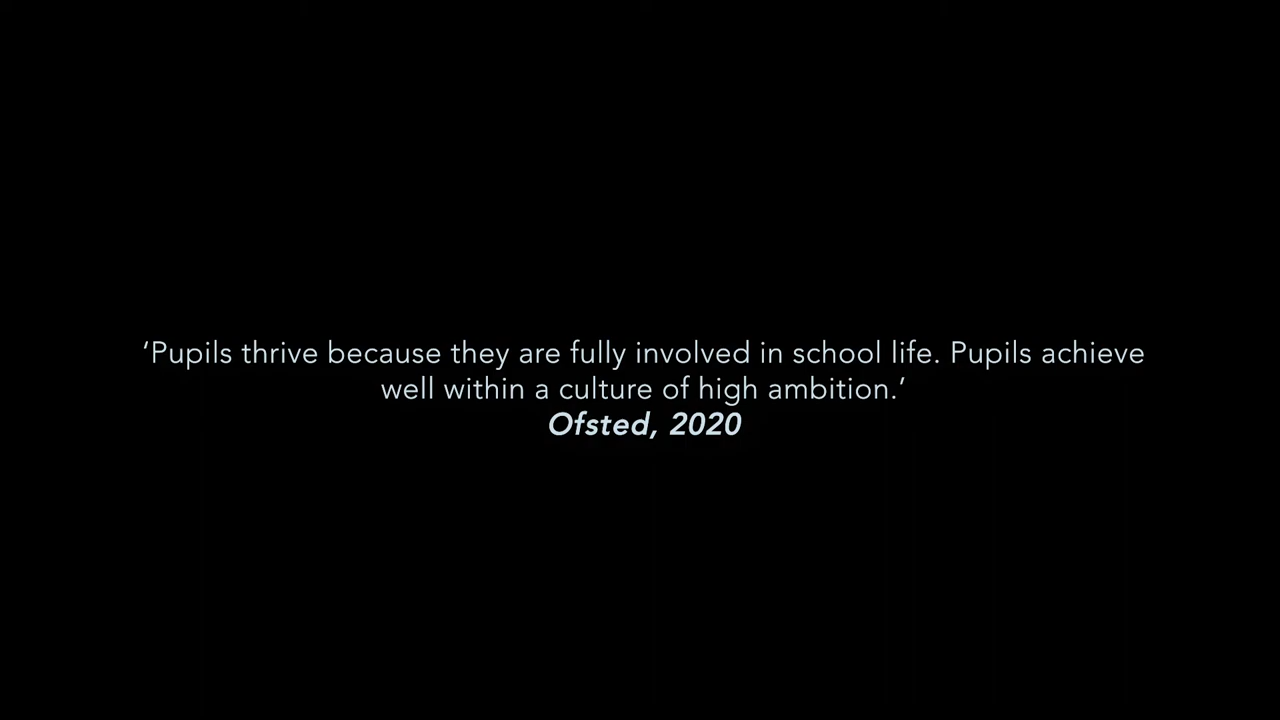 ‘Pupils thrive because they are fully involved in school life. Pupils achieve
well within a culture of high ambition.’
Ofsted, 2020